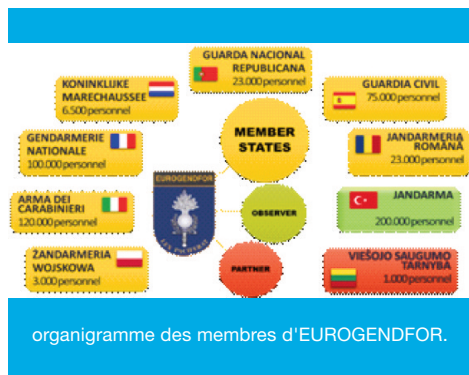 GUARDA NACIONAL
REPUBLICANA
23.000 personnel
KONINKLIJKE
MARECHAUSSEE
6.500 personnel
GUARDIA CIVIL
75.000 personnel
GENDARMERIE
NATIONALE
100.000 personnel
MEMBER
STATES
JANDARMERIA
ROMÂNĂ
23.000 personnel
ARMA DEI
CARABINIERI
120.000 personnel
EUROGENDFOR
LEX PACIFERAT
OBSERVER
JANDARMA
200.000 personnel
ŻANDARMERIA
WOJSKOWA
3.000 personnel
PARTNER
VIEŠOJO SAUGUMO
TARNYBA
1.000 personnel
organigramme des membres d'EUROGENDFOR.